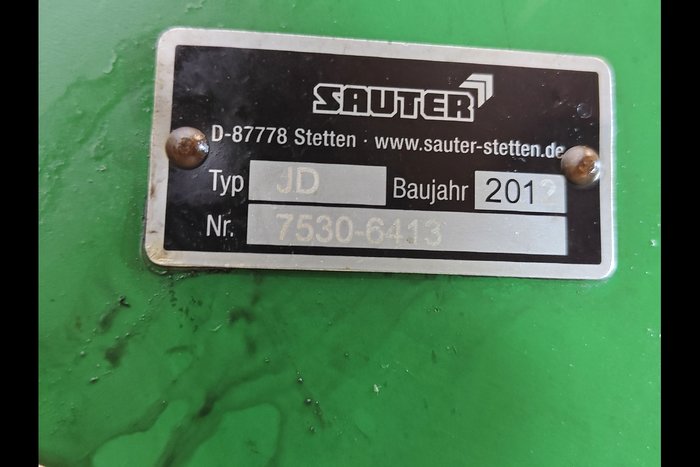 SAUTER
D-87778 Stetten · www.sauter-stetten.de
Typ JD Baujahr 201
Nr. 7530-6413